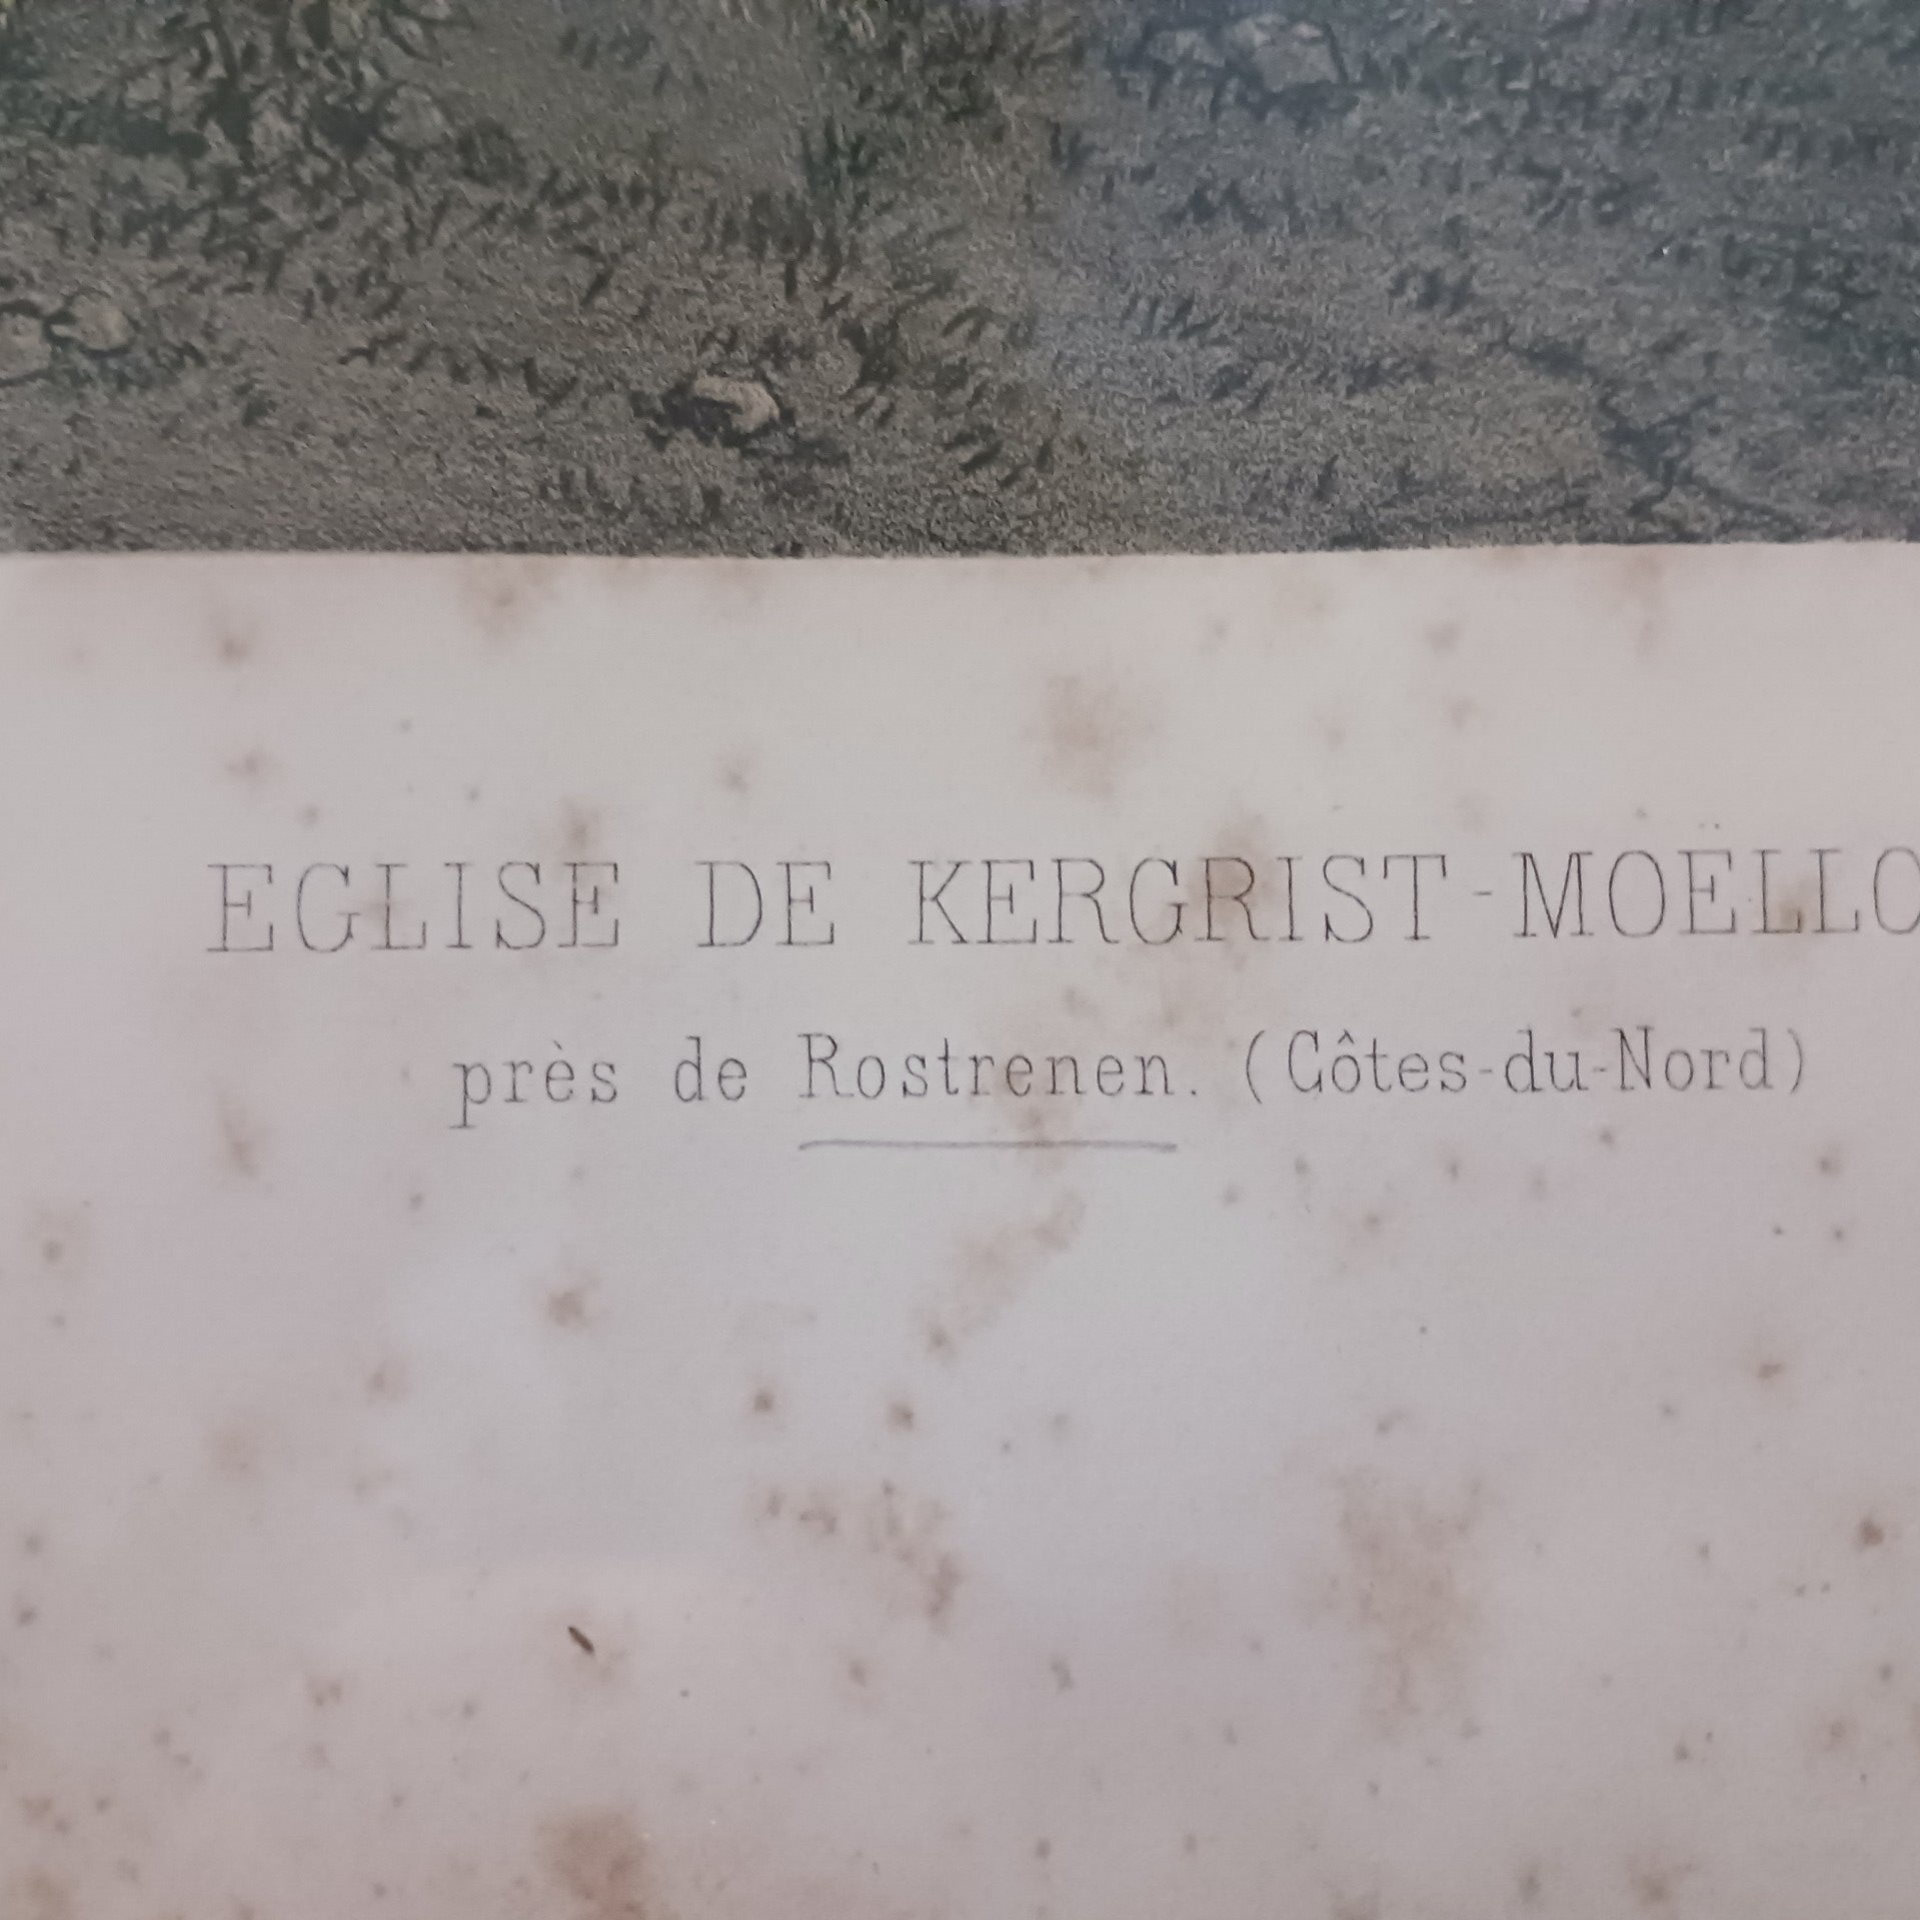 EGLISE DE KERGRIST-MOËLLO
près de Rostrenen. (Côtes-du-Nord)